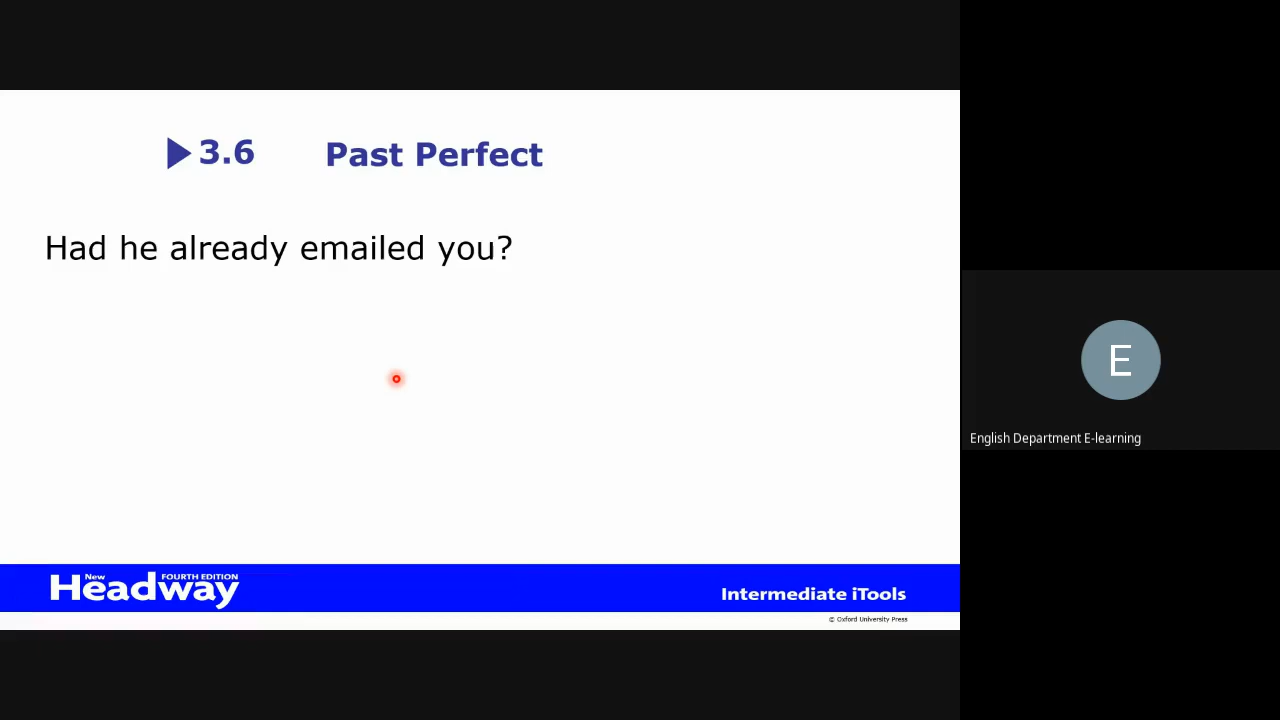 3.6 Past Perfect
Had he already emailed you?
New Headway FOURTH EDITION
Intermediate iTools
© Oxford University Press
E
English Department E-learning